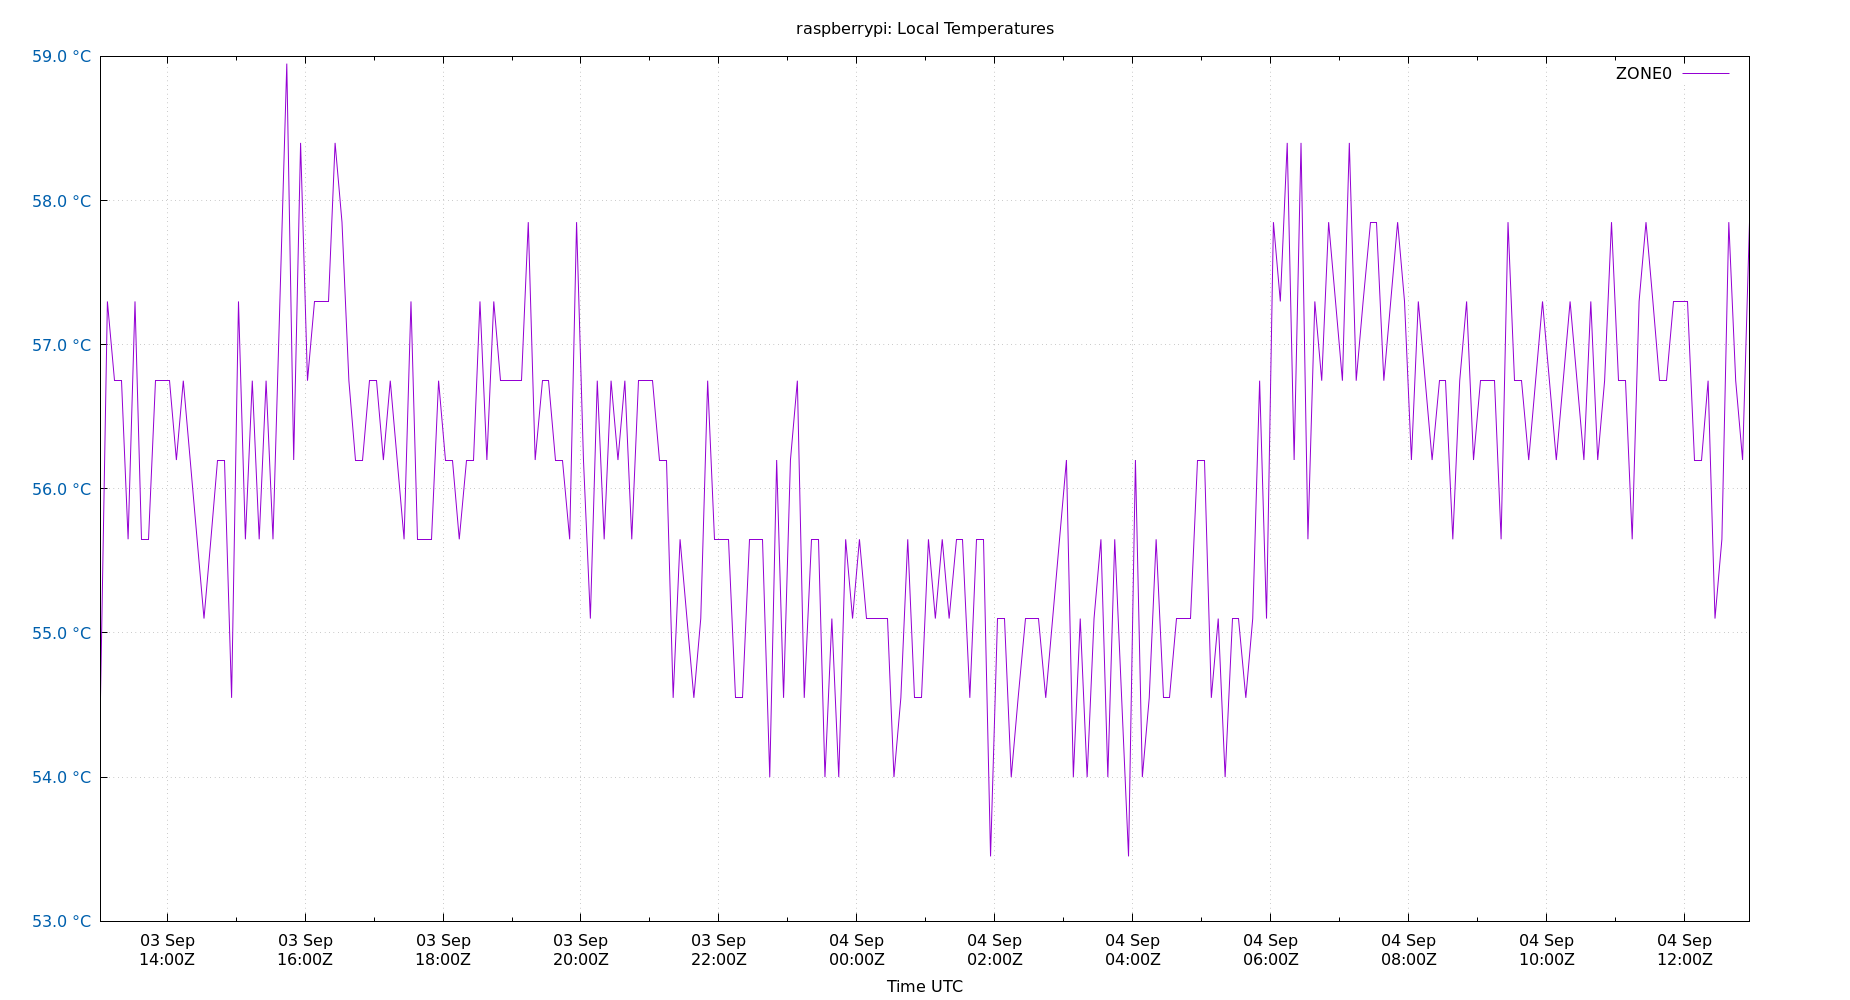 raspberrypi: Local Temperatures
59.0 °C
ZONE0
58.0 °C
57.0 °C
56.0 °C
55.0 °C
54.0 °C
53.0 °C
03 Sep 03 Sep 03 Sep 03 Sep 03 Sep 04 Sep 04 Sep 04 Sep 04 Sep 04 Sep 04 Sep 04 Sep
14:00Z 16:00Z 18:00Z 20:00Z 22:00Z 00:00Z 02:00Z 04:00Z 06:00Z 08:00Z 10:00Z 12:00Z
Time UTC